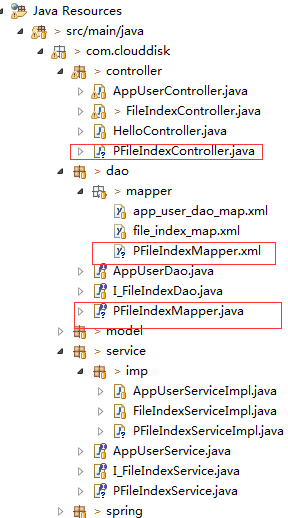 Java Resources
> src/main/java
> com.clouddisk
> controller
AppUserController.java
> FileIndexController.java
HelloController.java
PFileIndexController.java
> dao
> mapper
app_user_dao_map.xml
file_index_map.xml
PFileIndexMapper.xml
AppUserDao.java
I_FileIndexDao.java
PFileIndexMapper.java
> model
> service
> imp
AppUserServiceImpl.java
FileIndexServiceImpl.java
PFileIndexServiceImpl.java
AppUserService.java
I_FileIndexService.java
PFileIndexService.java
> spring